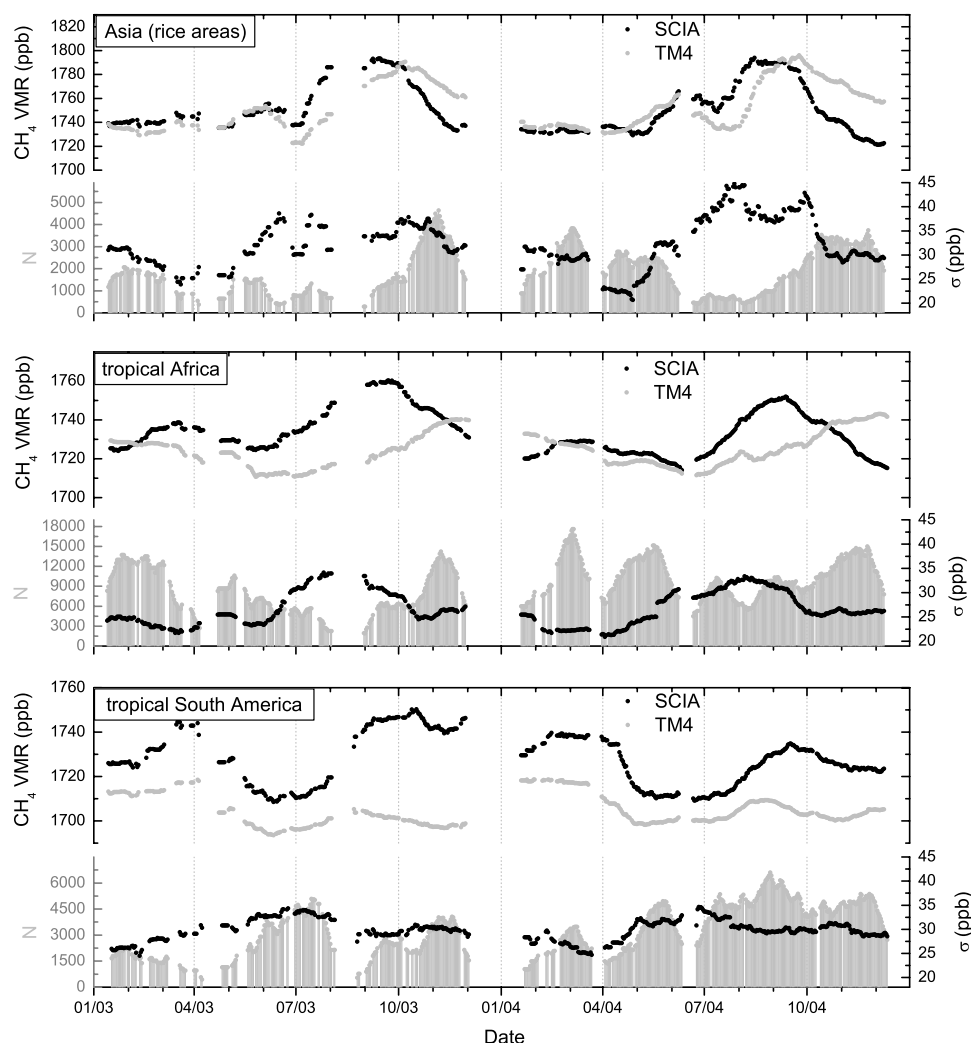 Asia (rice areas)
SCIA
TM4
CH4 VMR (ppb)
1820
1800
1780
1760
1740
1720
1700
N
5000
4000
3000
2000
1000
0
σ (ppb)
45
40
35
30
25
20
tropical Africa
SCIA
TM4
CH4 VMR (ppb)
1760
1740
1720
1700
N
18000
15000
12000
9000
6000
3000
0
σ (ppb)
45
40
35
30
25
20
tropical South America
SCIA
TM4
CH4 VMR (ppb)
1760
1740
1720
1700
N
6000
4500
3000
1500
0
σ (ppb)
45
40
35
30
25
20
01/03 04/03 07/03 10/03 01/04 04/04 07/04 10/04
Date